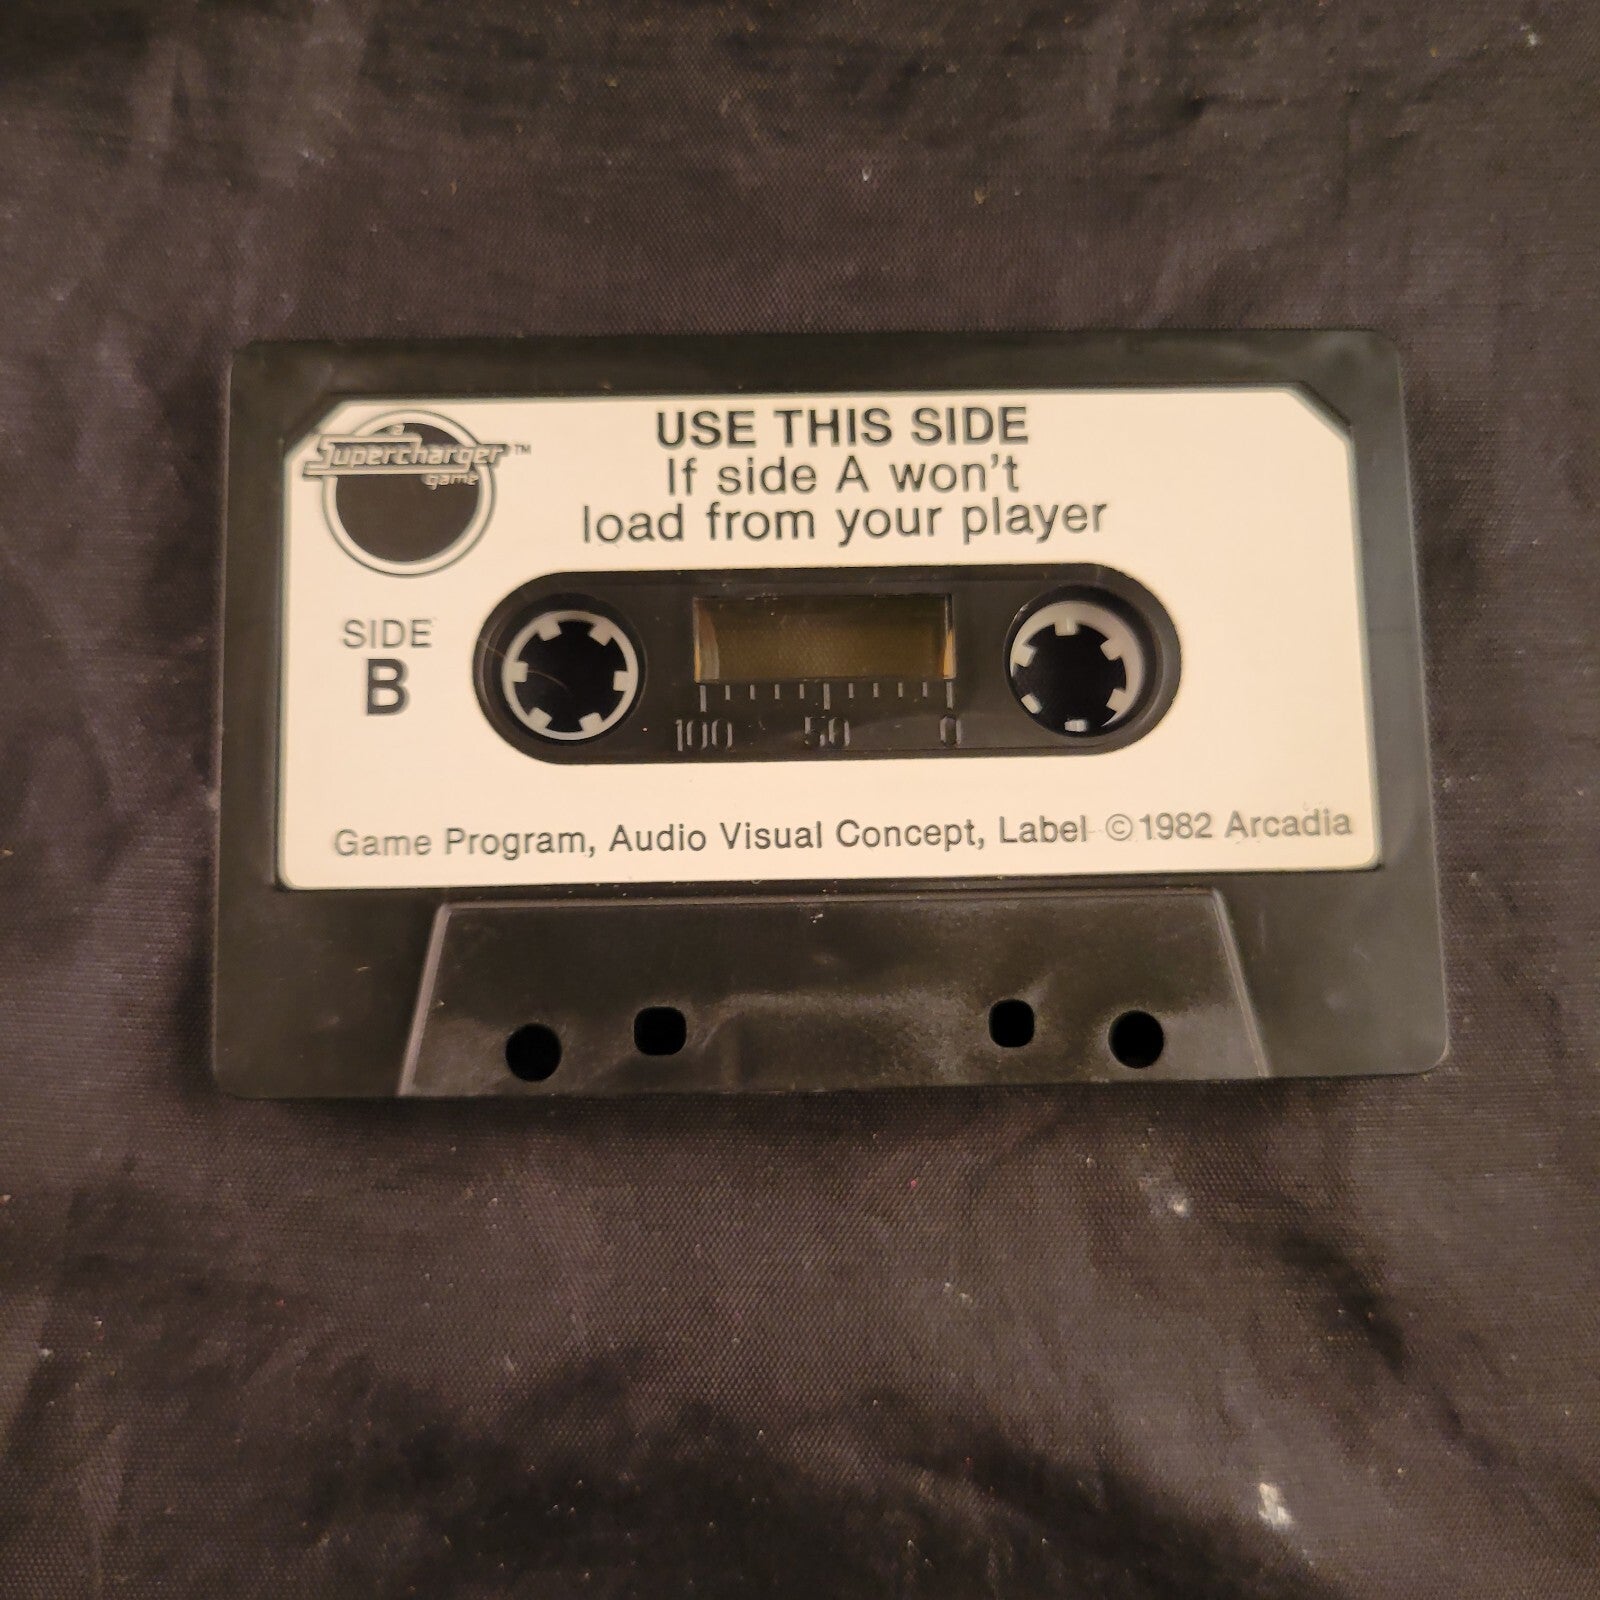 USE THIS SIDE
If side A won't
load from your player
a
Supercharger™
game
SIDE
B
100 50 0
Game Program, Audio Visual Concept, Label ©1982 Arcadia